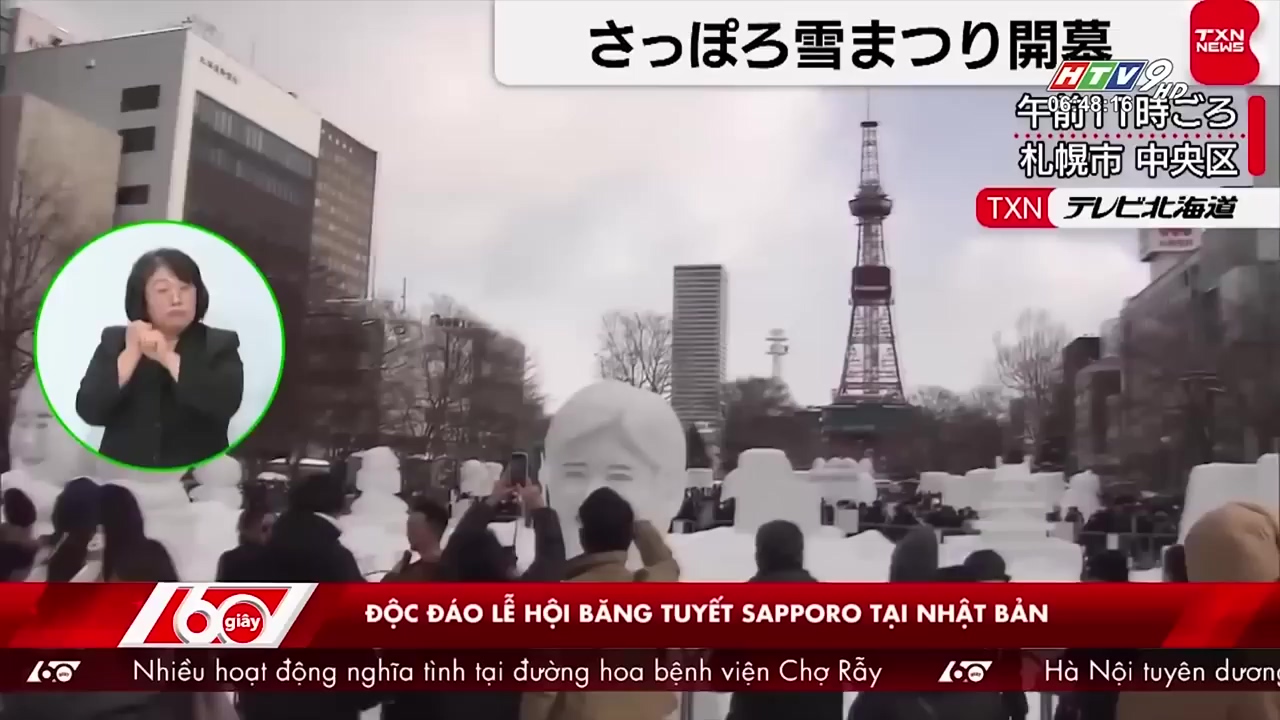 さっぽろ雪まつり開幕
TXN
NEWS
HTV9
HD
06:48:16
午前11時ごろ
札幌市 中央区
TXN テレビ北海道
60 giây ĐỘC ĐÁO LỄ HỘI BĂNG TUYẾT SAPPORO TẠI NHẬT BẢN
60 Nhiều hoạt động nghĩa tình tại đường hoa bệnh viện Chợ Rẫy 60 Hà Nội tuyên dương